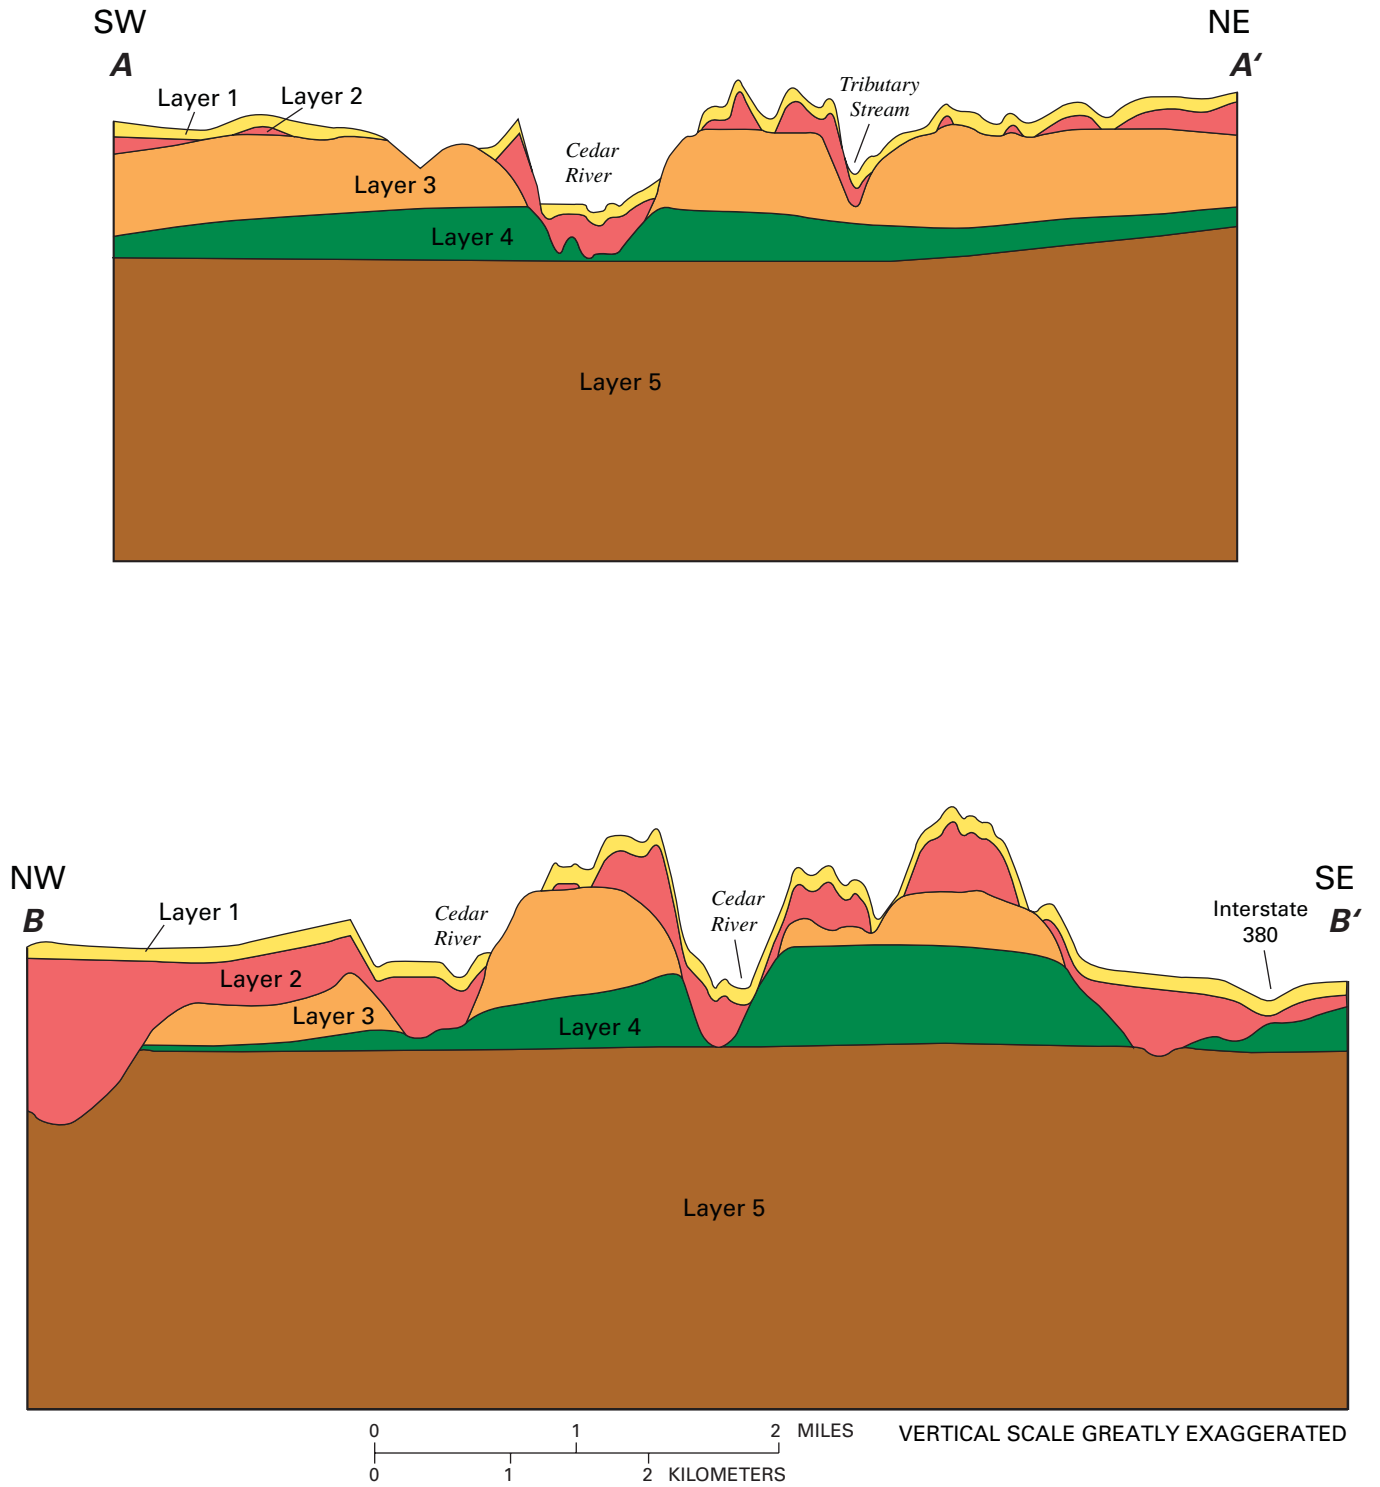 SW
A
NE
A‘
Layer 1
Layer 2
Tributary
Stream
Cedar
River
Layer 3
Layer 4
Layer 5
NW
B
SE
B‘
Layer 1
Cedar
River
Cedar
River
Interstate
380
Layer 2
Layer 3
Layer 4
Layer 5
0 1 2 MILES
0 1 2 KILOMETERS
VERTICAL SCALE GREATLY EXAGGERATED